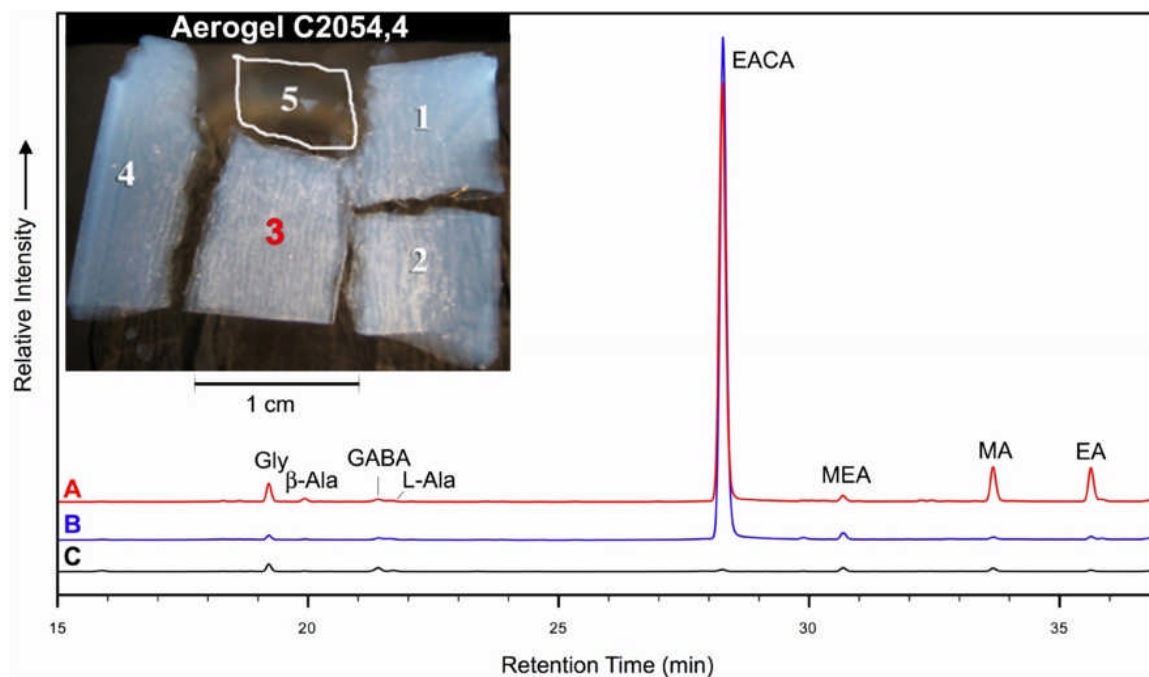 Aerogel C2054,4
5
1
4
3
2
1 cm
Relative Intensity
EACA
Gly
β-Ala
GABA
L-Ala
MEA
MA
EA
A
B
C
15
20
25
30
35
Retention Time (min)